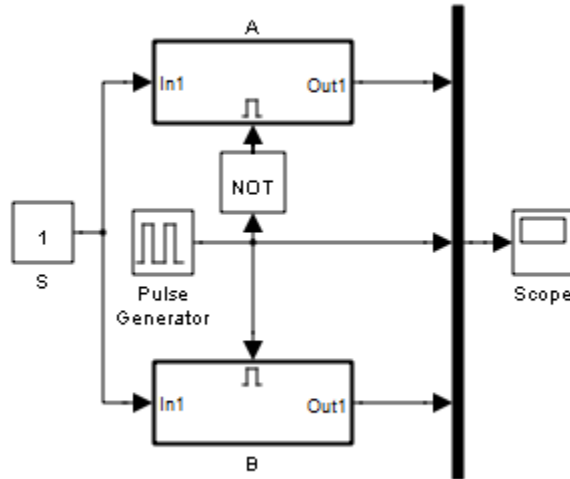 A
In1
Out1
NOT
1
S
Pulse
Generator
Scope
In1
Out1
B